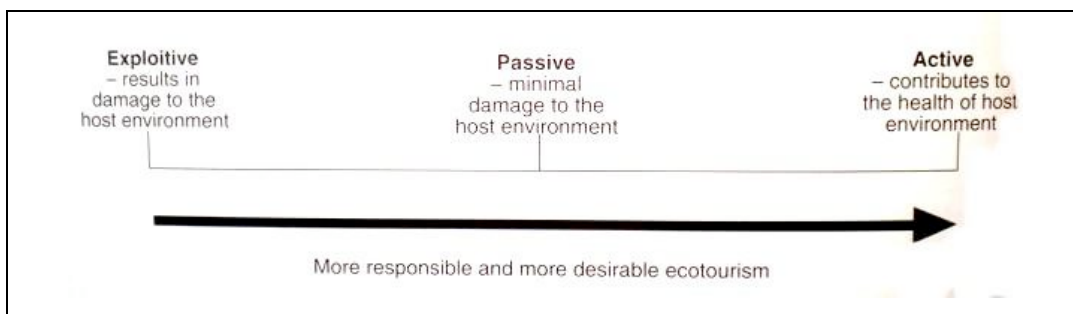 Exploitive
– results in
damage to the
host environment
Passive
– minimal
damage to the
host environment
Active
– contributes to
the health of host
environment
More responsible and more desirable ecotourism